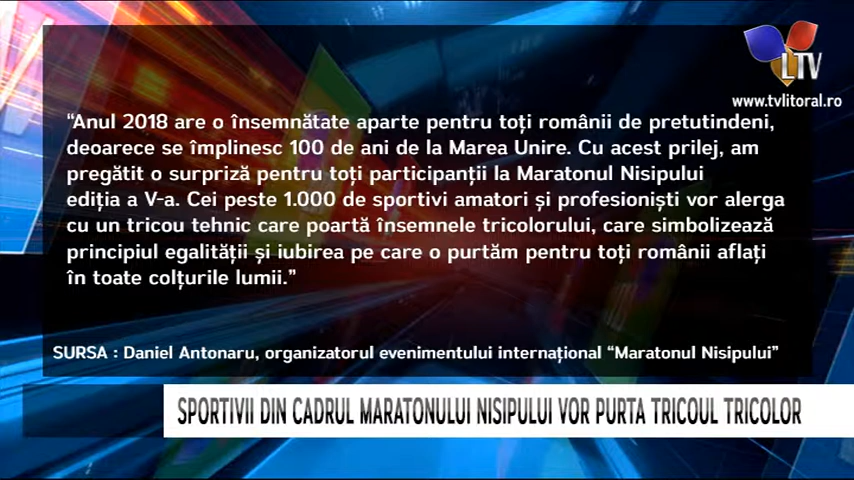 LTV
www.tvlitoral.ro
“Anul 2018 are o însemnătate aparte pentru toți românii de pretutindeni,
deoarece se împlinesc 100 de ani de la Marea Unire. Cu acest prilej, am
pregătit o surpriză pentru toți participanții la Maratonul Nisipului
ediția a V-a. Cei peste 1.000 de sportivi amatori și profesioniști vor alerga
cu un tricou tehnic care poartă însemnele tricolorului, care simbolizează
principiul egalității și iubirea pe care o purtăm pentru toți românii aflați
în toate colțurile lumii.”
SURSA : Daniel Antonaru, organizatorul evenimentului internațional “Maratonul Nisipului”
SPORTIVII DIN CADRUL MARATONULUI NISIPULUI VOR PURTA TRICOUL TRICOLOR